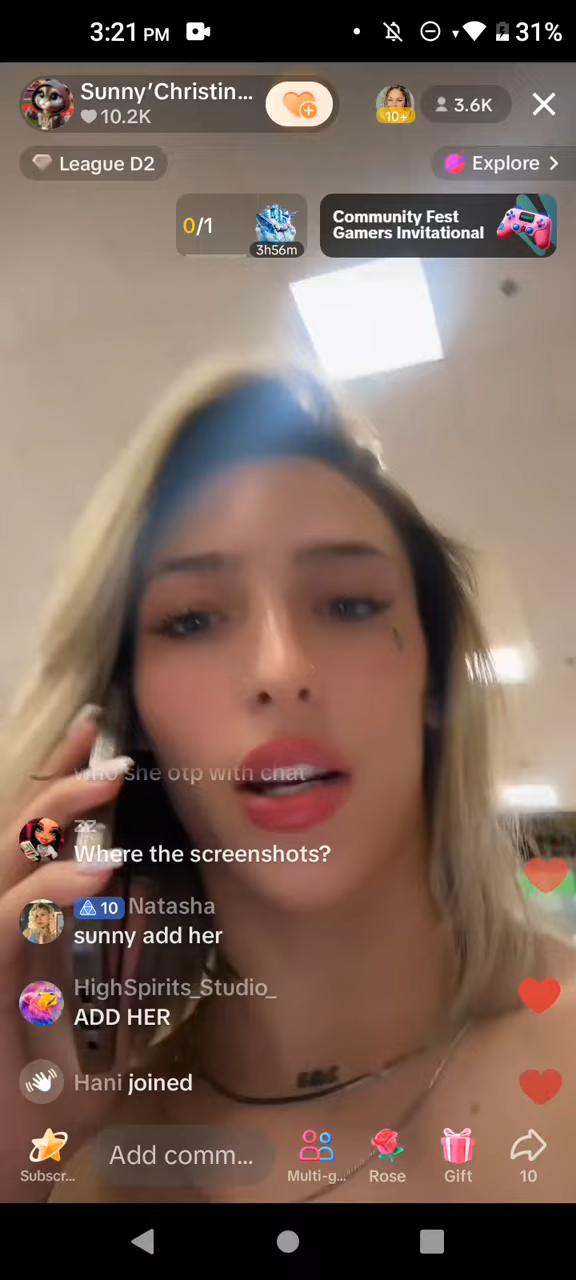 3:21 PM
31%
Sunny'Christin...
10.2K
10+
3.6K
League D2
Explore >
0/1
3h56m
Community Fest
Gamers Invitational
who she otp with chat
zz
Where the screenshots?
10 Natasha
sunny add her
HighSpirits_Studio_
ADD HER
Hani joined
Add comm...
Subscr...
Multi-g...
Rose
Gift
10